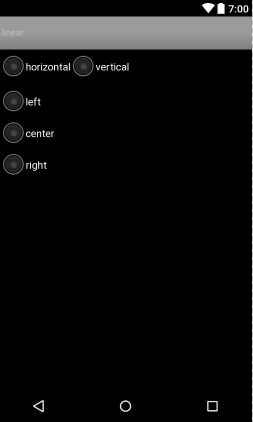 7:00
linear
horizontal vertical
left
center
right